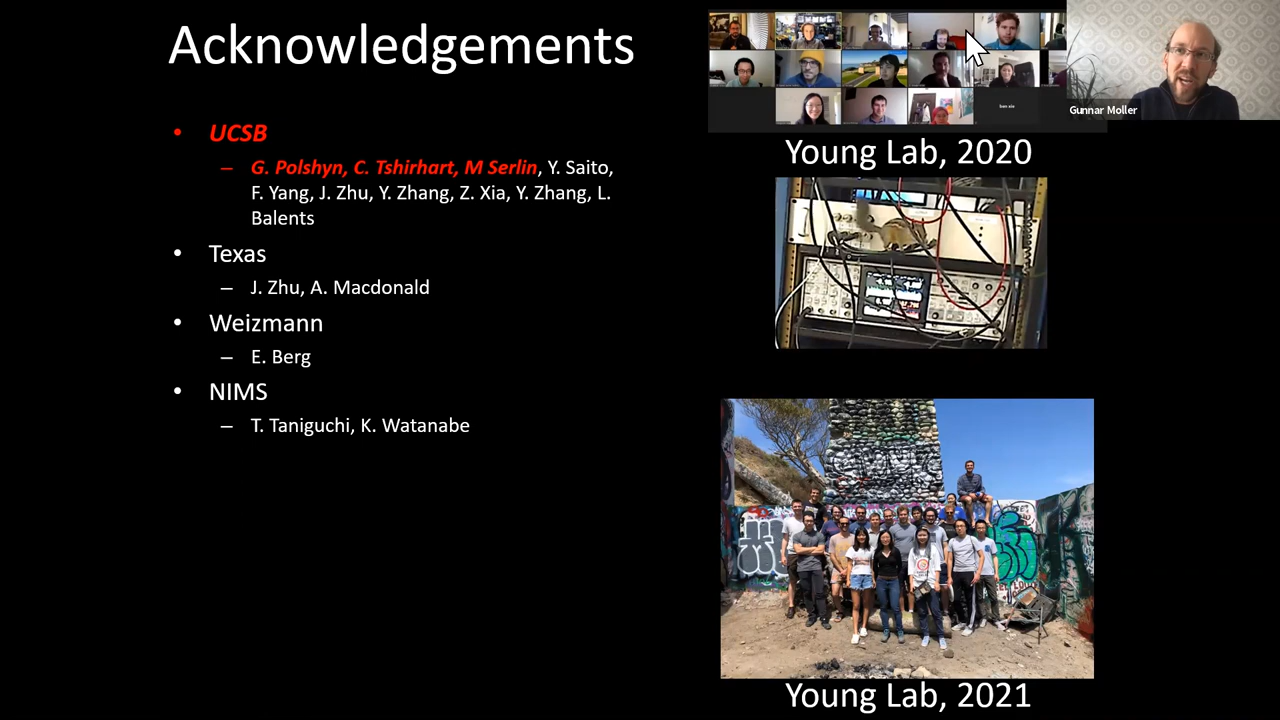 Acknowledgements
• UCSB
– G. Polshyn, C. Tshirhart, M Serlin, Y. Saito,
F. Yang, J. Zhu, Y. Zhang, Z. Xia, Y. Zhang, L.
Balents
• Texas
– J. Zhu, A. Macdonald
• Weizmann
– E. Berg
• NIMS
– T. Taniguchi, K. Watanabe
Gunnar Moller
Young Lab, 2020
Young Lab, 2021